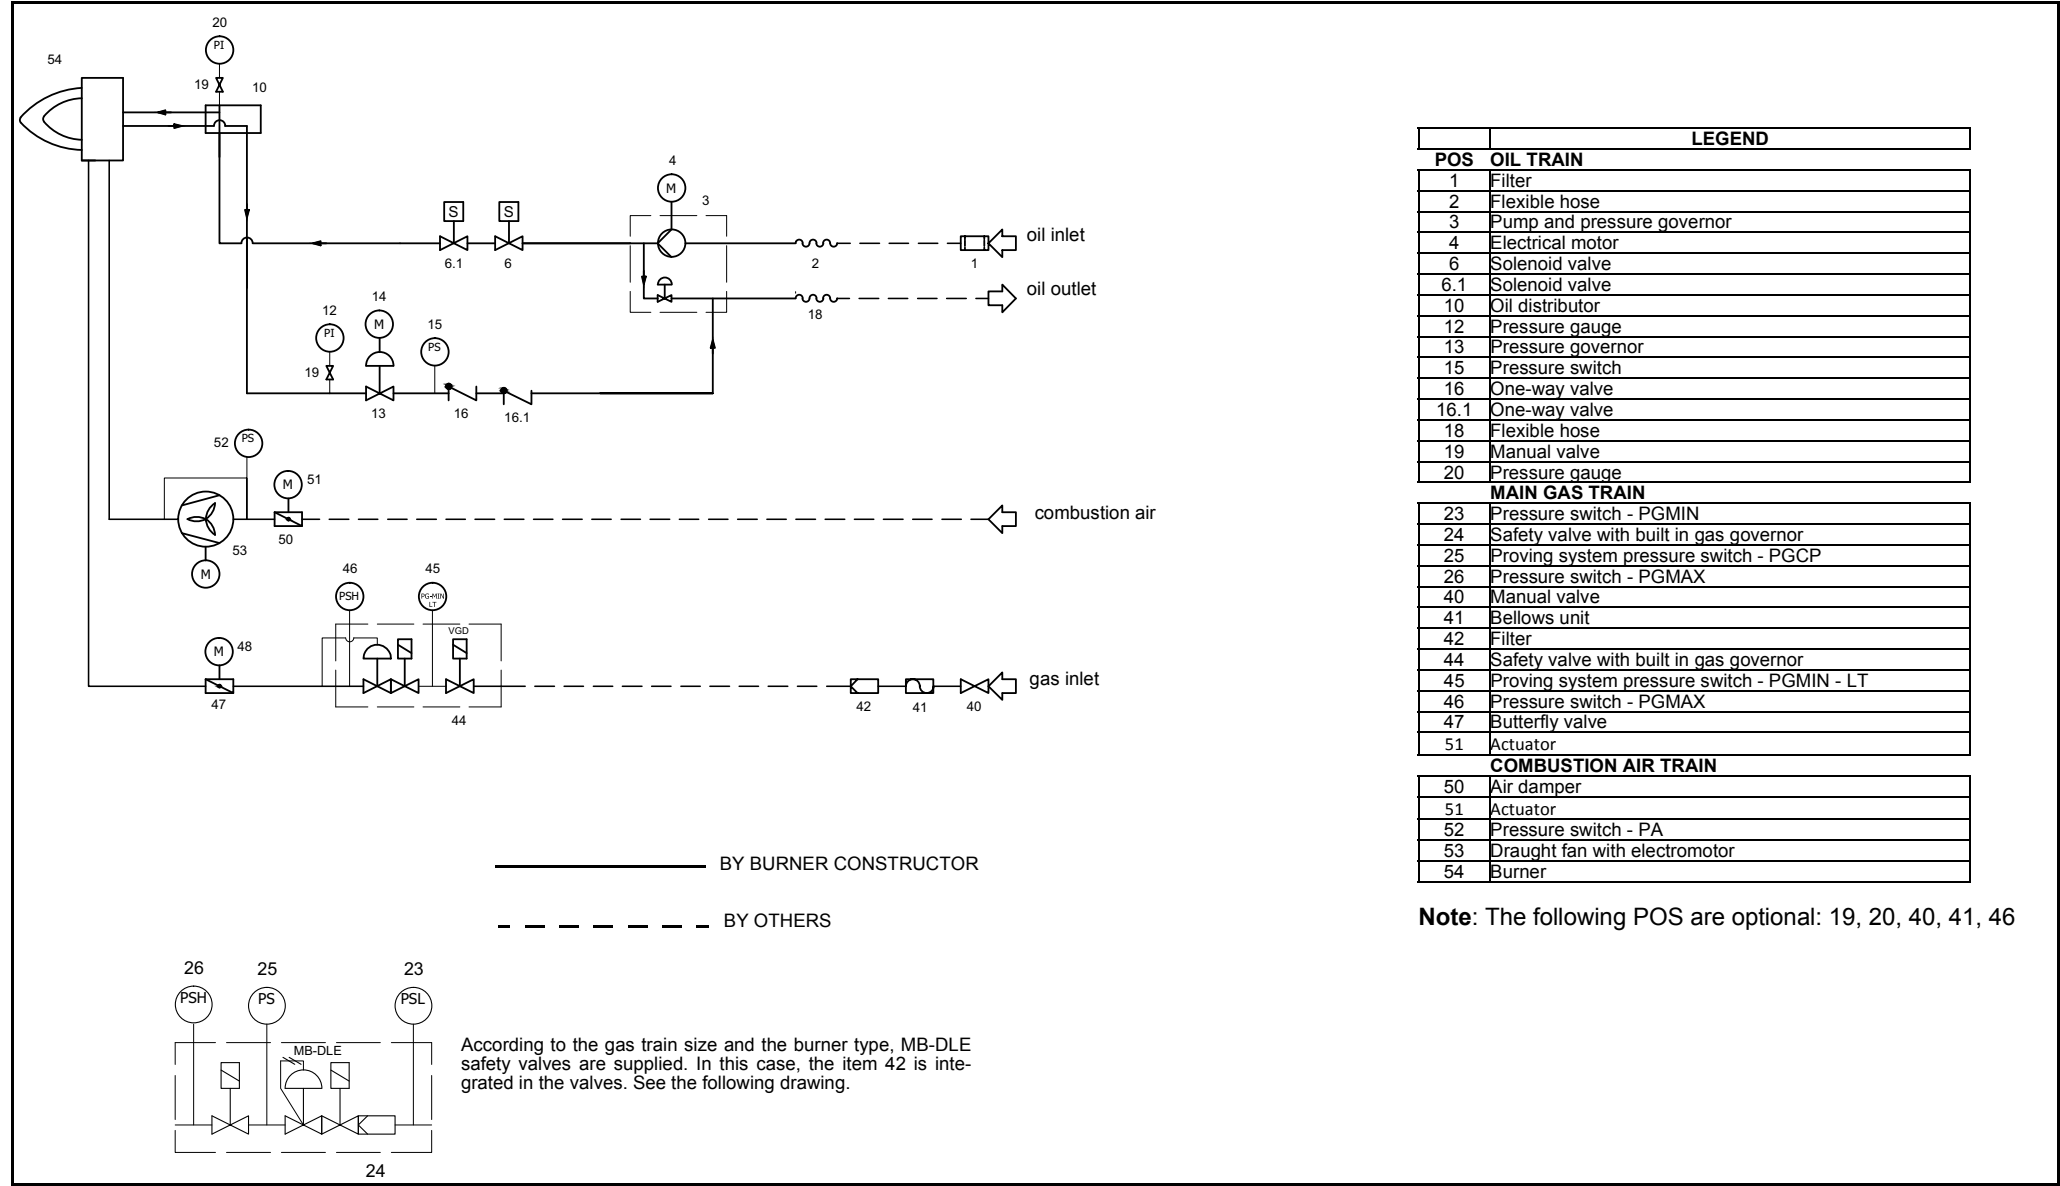 20
PI
54
19
10
4
M
3
S
S
6.1
6
2
1
oil inlet
oil outlet
18
14
12
M
15
PI
PS
19
13
16
16.1
52
PS
51
M
combustion air
50
53
M
46
45
PSH
PG-MIN
LT
VGD
M
48
gas inlet
47
44
42
41
40
BY BURNER CONSTRUCTOR
BY OTHERS
26
25
23
PSH
PS
PSL
MB-DLE
24
According to the gas train size and the burner type, MB-DLE
safety valves are supplied. In this case, the item 42 is inte-
grated in the valves. See the following drawing.
LEGEND
POS OIL TRAIN
1 Filter
2 Flexible hose
3 Pump and pressure governor
4 Electrical motor
6 Solenoid valve
6.1 Solenoid valve
10 Oil distributor
12 Pressure gauge
13 Pressure governor
15 Pressure switch
16 One-way valve
16.1 One-way valve
18 Flexible hose
19 Manual valve
20 Pressure gauge
MAIN GAS TRAIN
23 Pressure switch - PGMIN
24 Safety valve with built in gas governor
25 Proving system pressure switch - PGCP
26 Pressure switch - PGMAX
40 Manual valve
41 Bellows unit
42 Filter
44 Safety valve with built in gas governor
45 Proving system pressure switch - PGMIN - LT
46 Pressure switch - PGMAX
47 Butterfly valve
51 Actuator
COMBUSTION AIR TRAIN
50 Air damper
51 Actuator
52 Pressure switch - PA
53 Draught fan with electromotor
54 Burner
Note: The following POS are optional: 19, 20, 40, 41, 46